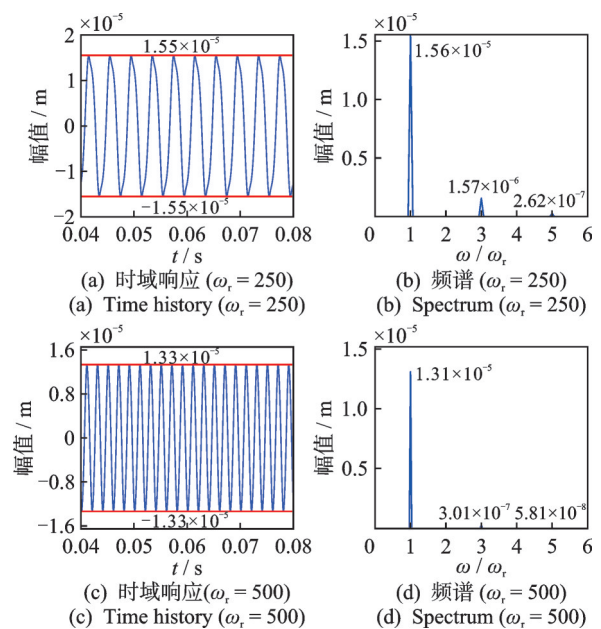 ×10⁻⁵
2
1
0
−1
−2
幅值 / m
1.55×10⁻⁵
−1.55×10⁻⁵
0.04 0.05 0.06 0.07 0.08
t / s
(a) 时域响应 (ωr = 250)
(a) Time history (ωr = 250)
×10⁻⁵
1.5
1.0
0.5
幅值 / m
1.56×10⁻⁵
1.57×10⁻⁶
2.62×10⁻⁷
0 1 2 3 4 5 6
ω / ωr
(b) 频谱 (ωr = 250)
(b) Spectrum (ωr = 250)
×10⁻⁵
1.6
0.8
0
−0.8
−1.6
幅值 / m
1.33×10⁻⁵
−1.33×10⁻⁵
0.04 0.05 0.06 0.07 0.08
t / s
(c) 时域响应(ωr = 500)
(c) Time history (ωr = 500)
×10⁻⁵
1.5
1.0
0.5
幅值 / m
1.31×10⁻⁵
3.01×10⁻⁷ 5.81×10⁻⁸
0 1 2 3 4 5 6
ω / ωr
(d) 频谱 (ωr = 500)
(d) Spectrum (ωr = 500)